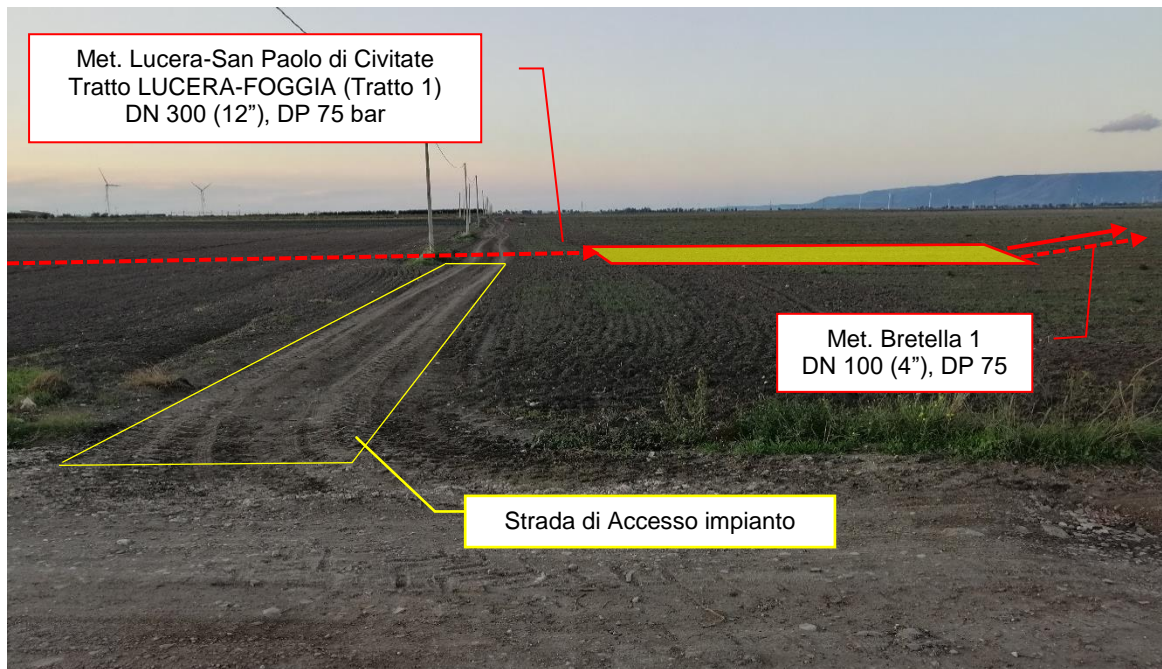 Met. Lucera-San Paolo di Civitate
Tratto LUCERA-FOGGIA (Tratto 1)
DN 300 (12”), DP 75 bar
Met. Bretella 1
DN 100 (4”), DP 75
Strada di Accesso impianto